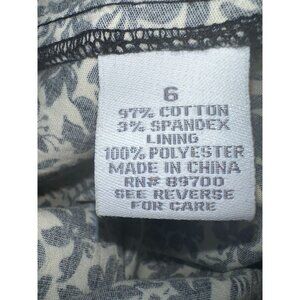 6
97% COTTON
3% SPANDEX
LINING
100% POLYESTER
MADE IN CHINA
RN# 89700
SEE REVERSE
FOR CARE